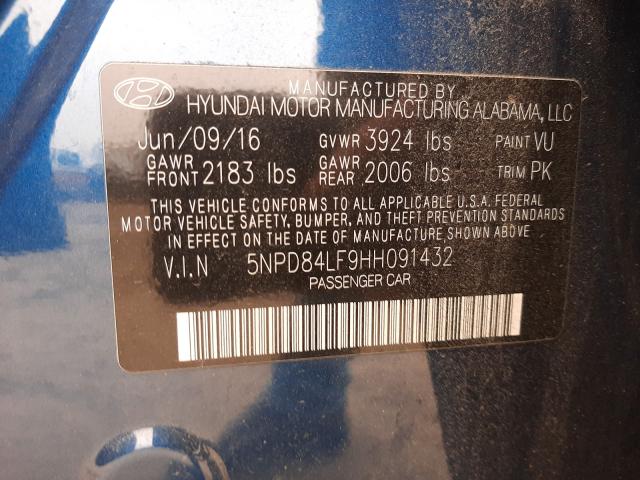 MANUFACTURED BY
HYUNDAI MOTOR MANUFACTURING ALABAMA, LLC
Jun/09/16 GVWR 3924 lbs PAINT VU
GAWR FRONT 2183 lbs GAWR REAR 2006 lbs TRIM PK
THIS VEHICLE CONFORMS TO ALL APPLICABLE U.S.A. FEDERAL
MOTOR VEHICLE SAFETY, BUMPER, AND THEFT PREVENTION STANDARDS
IN EFFECT ON THE DATE OF MANUFACTURE SHOWN ABOVE.
V.I.N 5NPD84LF9HH091432
PASSENGER CAR